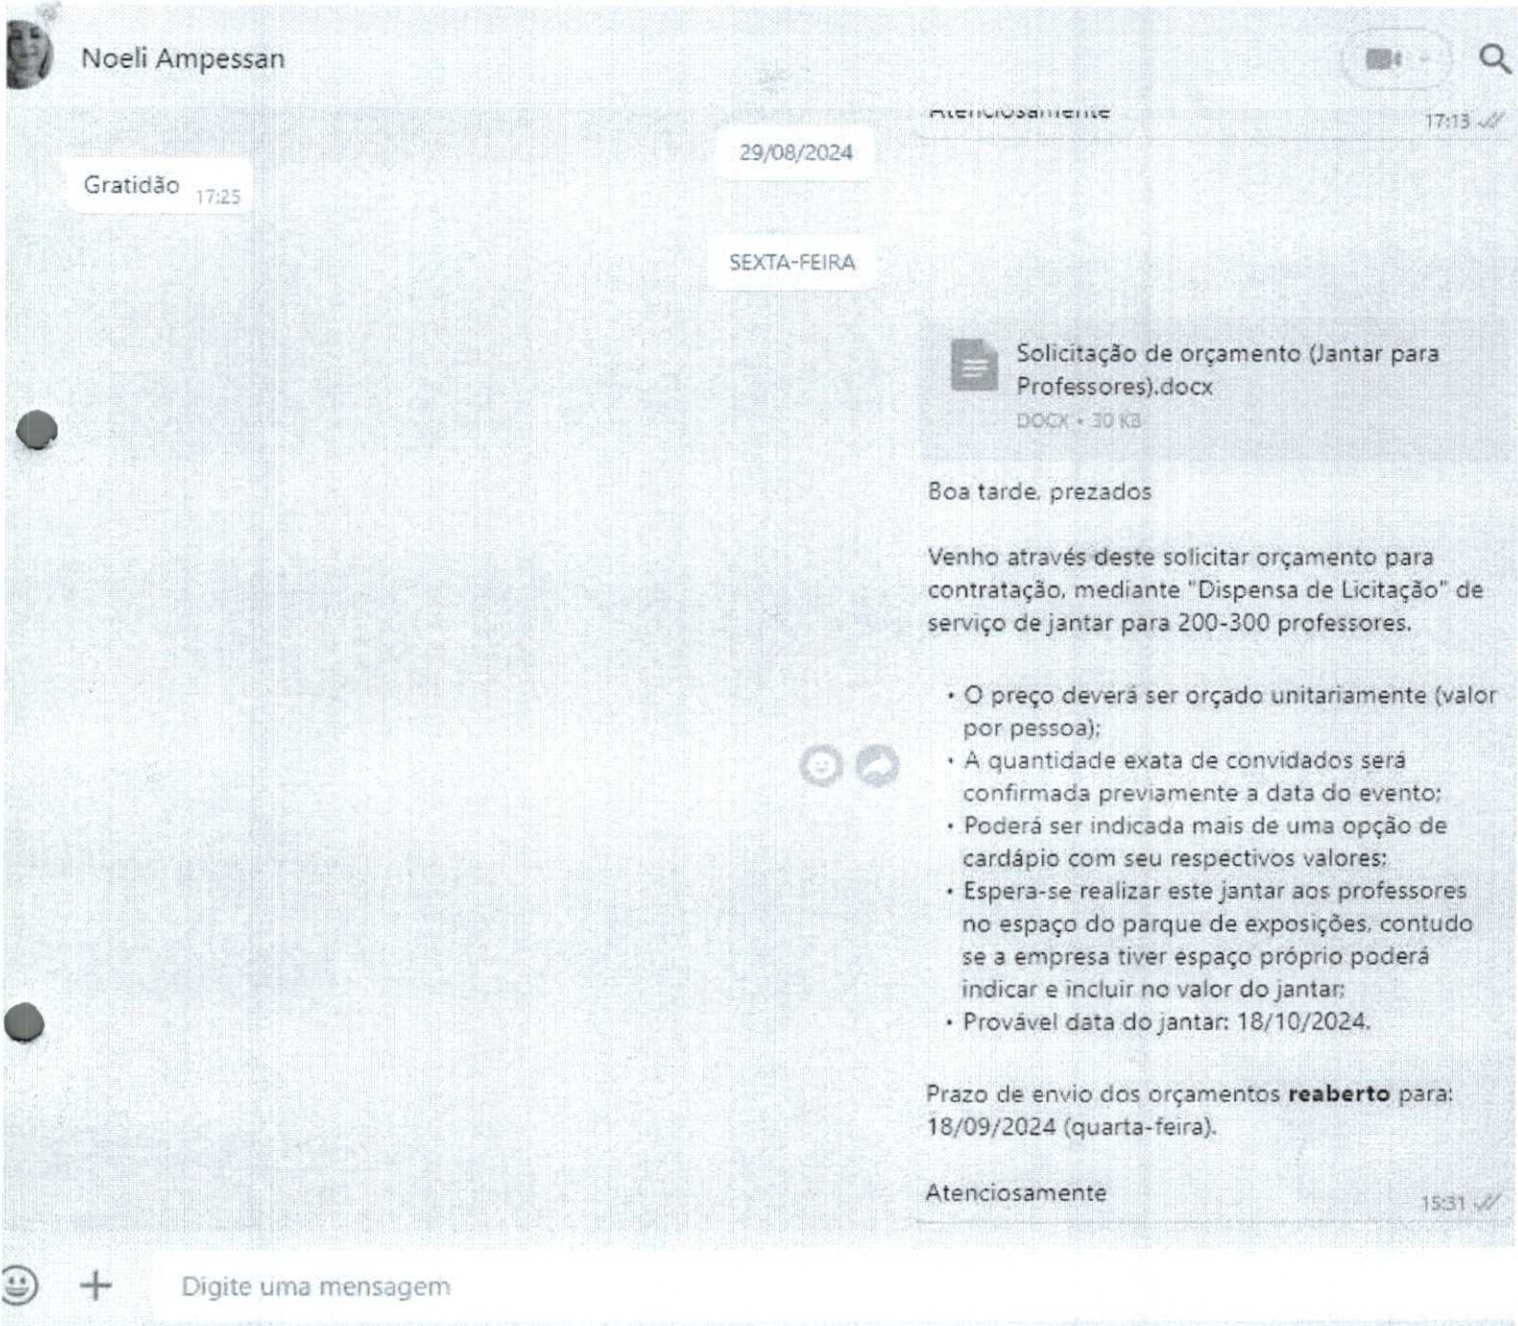 Noeli Ampessan
Atenciosamente
17:13
29/08/2024
Gratidão 17:25
SEXTA-FEIRA
Solicitação de orçamento (Jantar para
Professores).docx
DOCX • 30 KB
Boa tarde, prezados
Venho através deste solicitar orçamento para
contratação, mediante "Dispensa de Licitação" de
serviço de jantar para 200-300 professores.
• O preço deverá ser orçado unitariamente (valor
por pessoa);
• A quantidade exata de convidados será
confirmada previamente a data do evento;
• Poderá ser indicada mais de uma opção de
cardápio com seu respectivos valores;
• Espera-se realizar este jantar aos professores
no espaço do parque de exposições, contudo
se a empresa tiver espaço próprio poderá
indicar e incluir no valor do jantar;
• Provável data do jantar: 18/10/2024.
Prazo de envio dos orçamentos reaberto para:
18/09/2024 (quarta-feira).
Atenciosamente
15:31
Digite uma mensagem